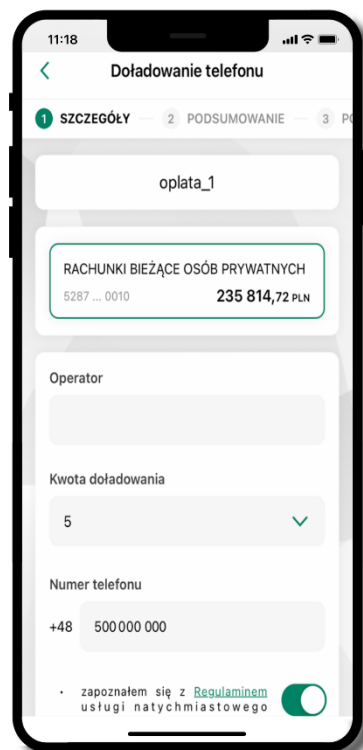 11:18
Doładowanie telefonu
1 SZCZEGÓŁY 2 PODSUMOWANIE 3
oplata_1
RACHUNKI BIEŻĄCE OSÓB PRYWATNYCH
5287 ... 0010 235 814,72 PLN
Operator
Kwota doładowania
5
Numer telefonu
+48 500 000 000
• zapoznałem się z Regulaminem
usługi natychmiastowego